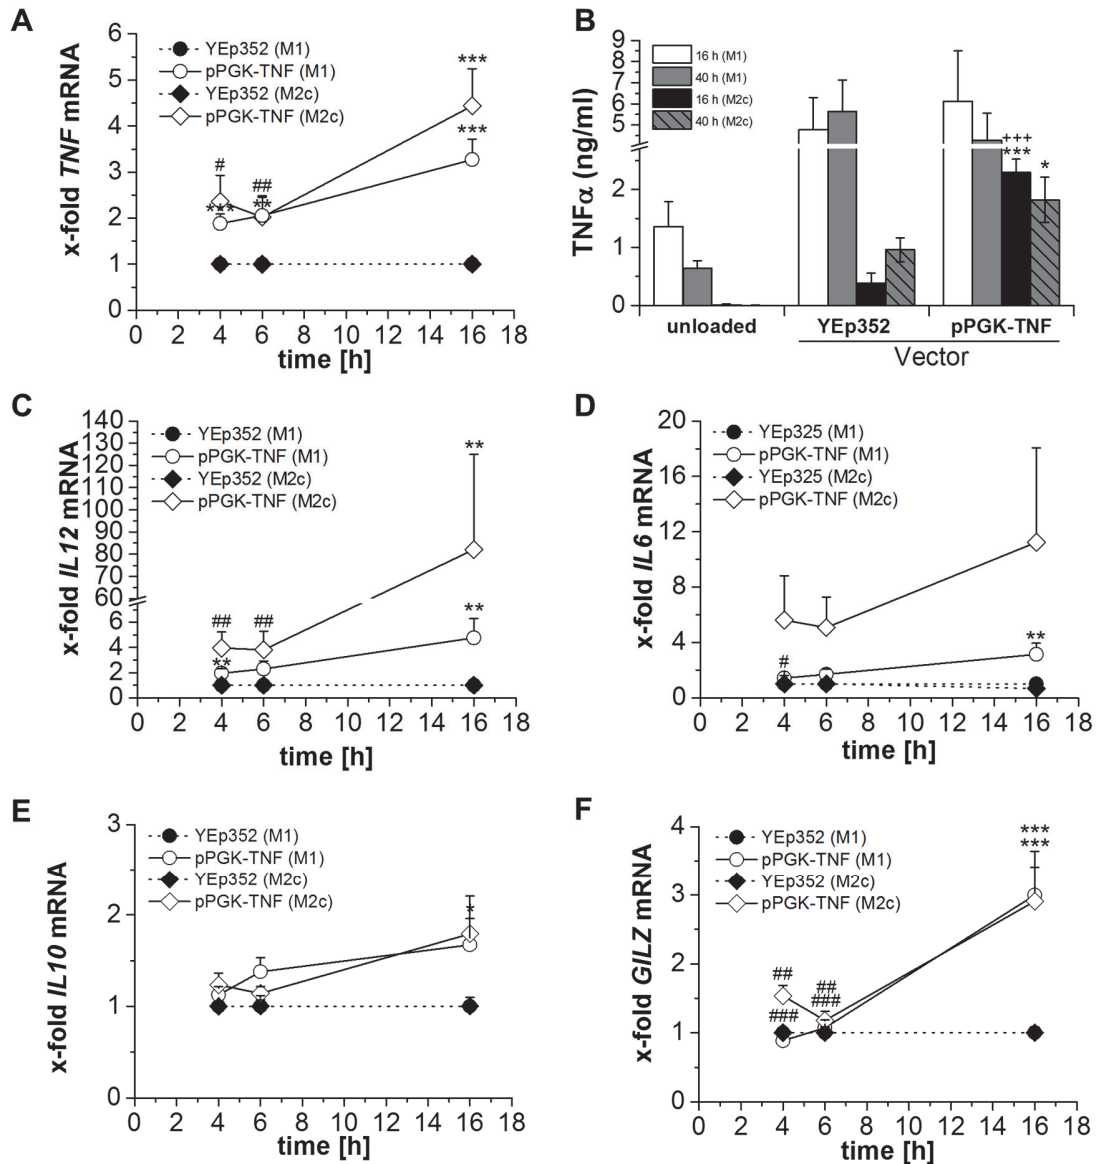 A
x-fold TNF mRNA
6
5
4
3
2
1
0
YEp352 (M1)
pPGK-TNF (M1)
YEp352 (M2c)
pPGK-TNF (M2c)
***
***
#
***
##
**
0 2 4 6 8 10 12 14 16 18
time [h]
B
TNFα (ng/ml)
9
8
7
6
5
2
1
0
16 h (M1)
40 h (M1)
16 h (M2c)
40 h (M2c)
+++
***
*
unloaded YEp352 pPGK-TNF
Vector
C
x-fold IL12 mRNA
140
130
120
110
100
90
80
70
60
6
4
2
0
YEp352 (M1)
pPGK-TNF (M1)
YEp352 (M2c)
pPGK-TNF (M2c)
**
**
## ##
**
0 2 4 6 8 10 12 14 16 18
time [h]
D
x-fold IL6 mRNA
20
16
12
8
4
0
YEp325 (M1)
pPGK-TNF (M1)
YEp325 (M2c)
pPGK-TNF (M2c)
**
#
0 2 4 6 8 10 12 14 16 18
time [h]
E
x-fold IL10 mRNA
3
2
1
0
YEp352 (M1)
pPGK-TNF (M1)
YEp352 (M2c)
pPGK-TNF (M2c)
*
0 2 4 6 8 10 12 14 16 18
time [h]
F
x-fold GILZ mRNA
4
3
2
1
0
YEp352 (M1)
pPGK-TNF (M1)
YEp352 (M2c)
pPGK-TNF (M2c)
***
***
##
###
##
###
0 2 4 6 8 10 12 14 16 18
time [h]